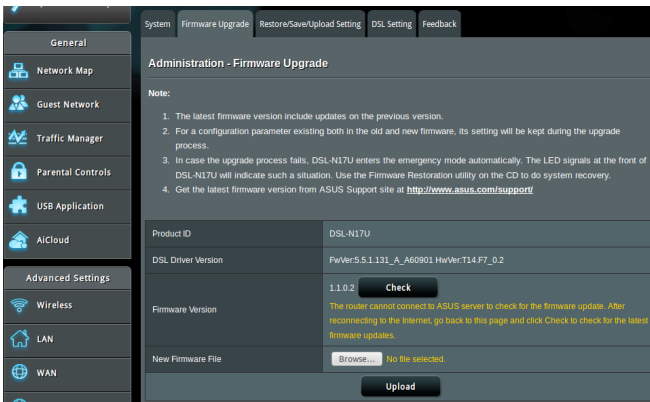 System Firmware Upgrade Restore/Save/Upload Setting DSL Setting Feedback
General
Network Map
Guest Network
Traffic Manager
Parental Controls
USB Application
AiCloud
Advanced Settings
Wireless
LAN
WAN
Administration - Firmware Upgrade
Note:
1. The latest firmware version include updates on the previous version.
2. For a configuration parameter existing both in the old and new firmware, its setting will be kept during the upgrade
process.
3. In case the upgrade process fails, DSL-N17U enters the emergency mode automatically. The LED signals at the front of
DSL-N17U will indicate such a situation. Use the Firmware Restoration utility on the CD to do system recovery.
4. Get the latest firmware version from ASUS Support site at http://www.asus.com/support/
Product ID DSL-N17U
DSL Driver Version FwVer:5.5.1.131_A_A60901 HwVer:T14.F7_0.2
Firmware Version
1.1.0.2 Check
The router cannot connect to ASUS server to check for the firmware update. After
reconnecting to the Internet, go back to this page and click Check to check for the latest
firmware updates.
New Firmware File Browse... No file selected.
Upload